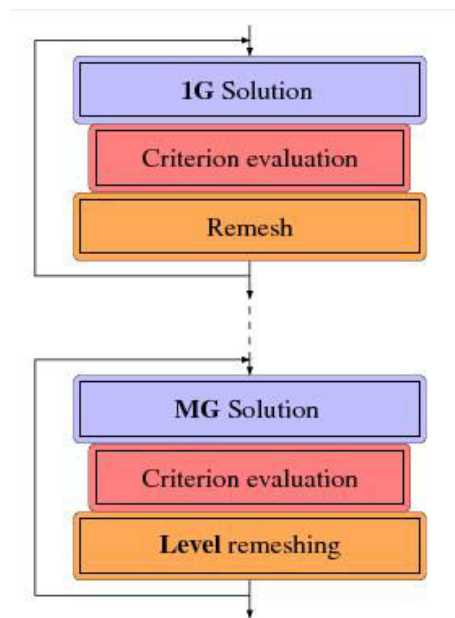 1G Solution
Criterion evaluation
Remesh
MG Solution
Criterion evaluation
Level remeshing